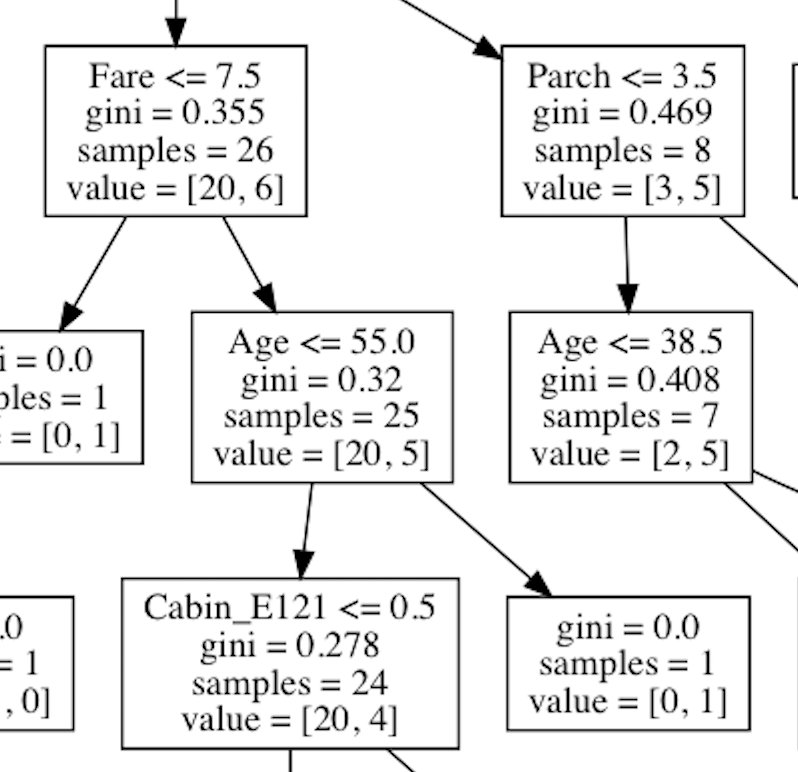 Fare <= 7.5
gini = 0.355
samples = 26
value = [20, 6]
Parch <= 3.5
gini = 0.469
samples = 8
value = [3, 5]
= 0.0
= 1
= [0, 1]
Age <= 55.0
gini = 0.32
samples = 25
value = [20, 5]
Age <= 38.5
gini = 0.408
samples = 7
value = [2, 5]
.0
= 1
, 0]
Cabin_E121 <= 0.5
gini = 0.278
samples = 24
value = [20, 4]
gini = 0.0
samples = 1
value = [0, 1]